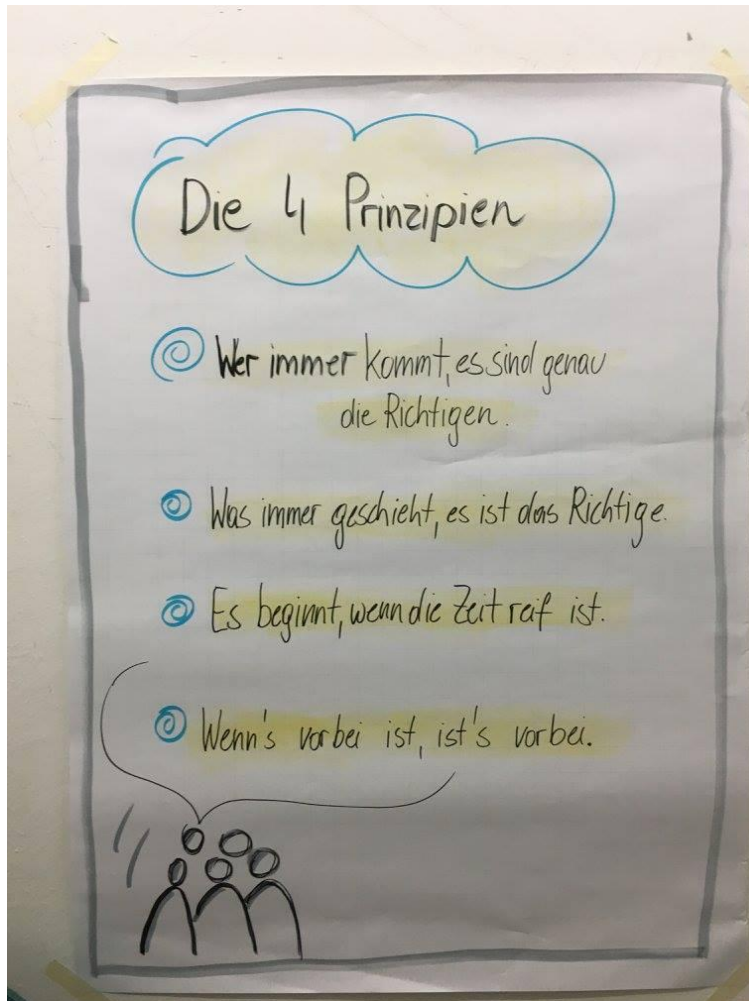 Die 4 Prinzipien
Wer immer kommt, es sind genau
die Richtigen.
Was immer geschieht, es ist das Richtige.
Es beginnt, wenn die Zeit reif ist.
Wenn's vorbei ist, ist's vorbei.